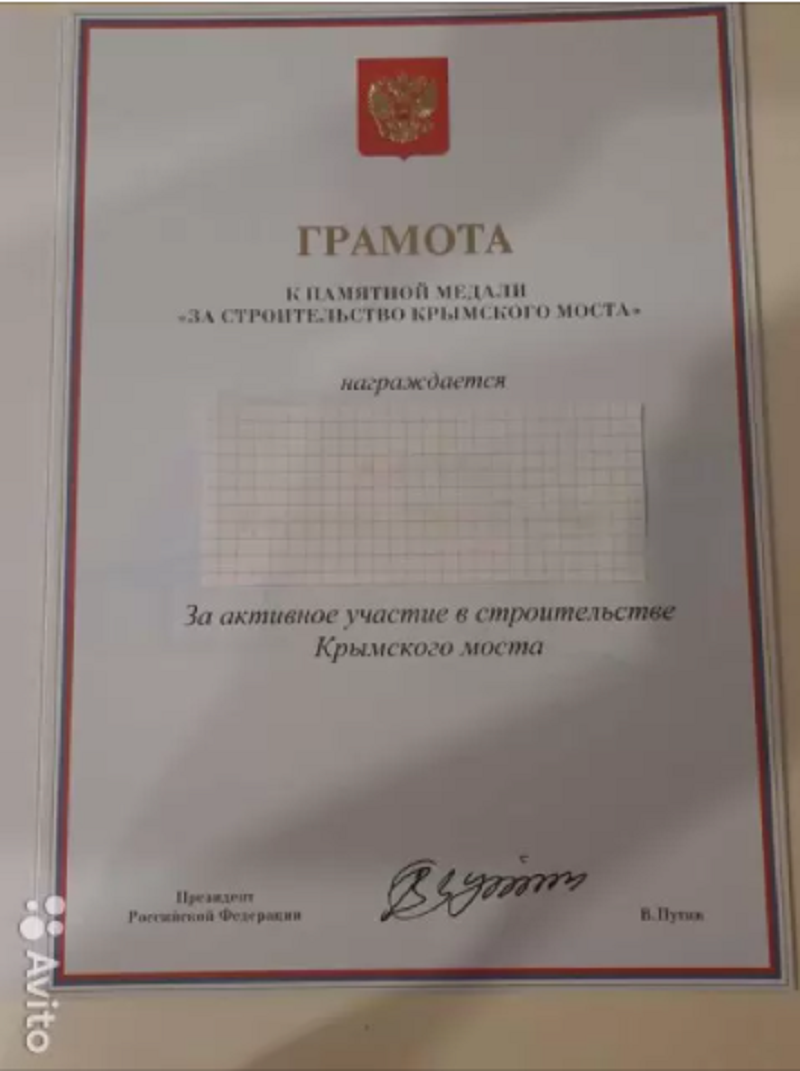 ГРАМОТА
К ПАМЯТНОЙ МЕДАЛИ
«ЗА СТРОИТЕЛЬСТВО КРЫМСКОГО МОСТА»
награждается
За активное участие в строительстве
Крымского моста
Президент
Российской Федерации
В.Путин
Avito